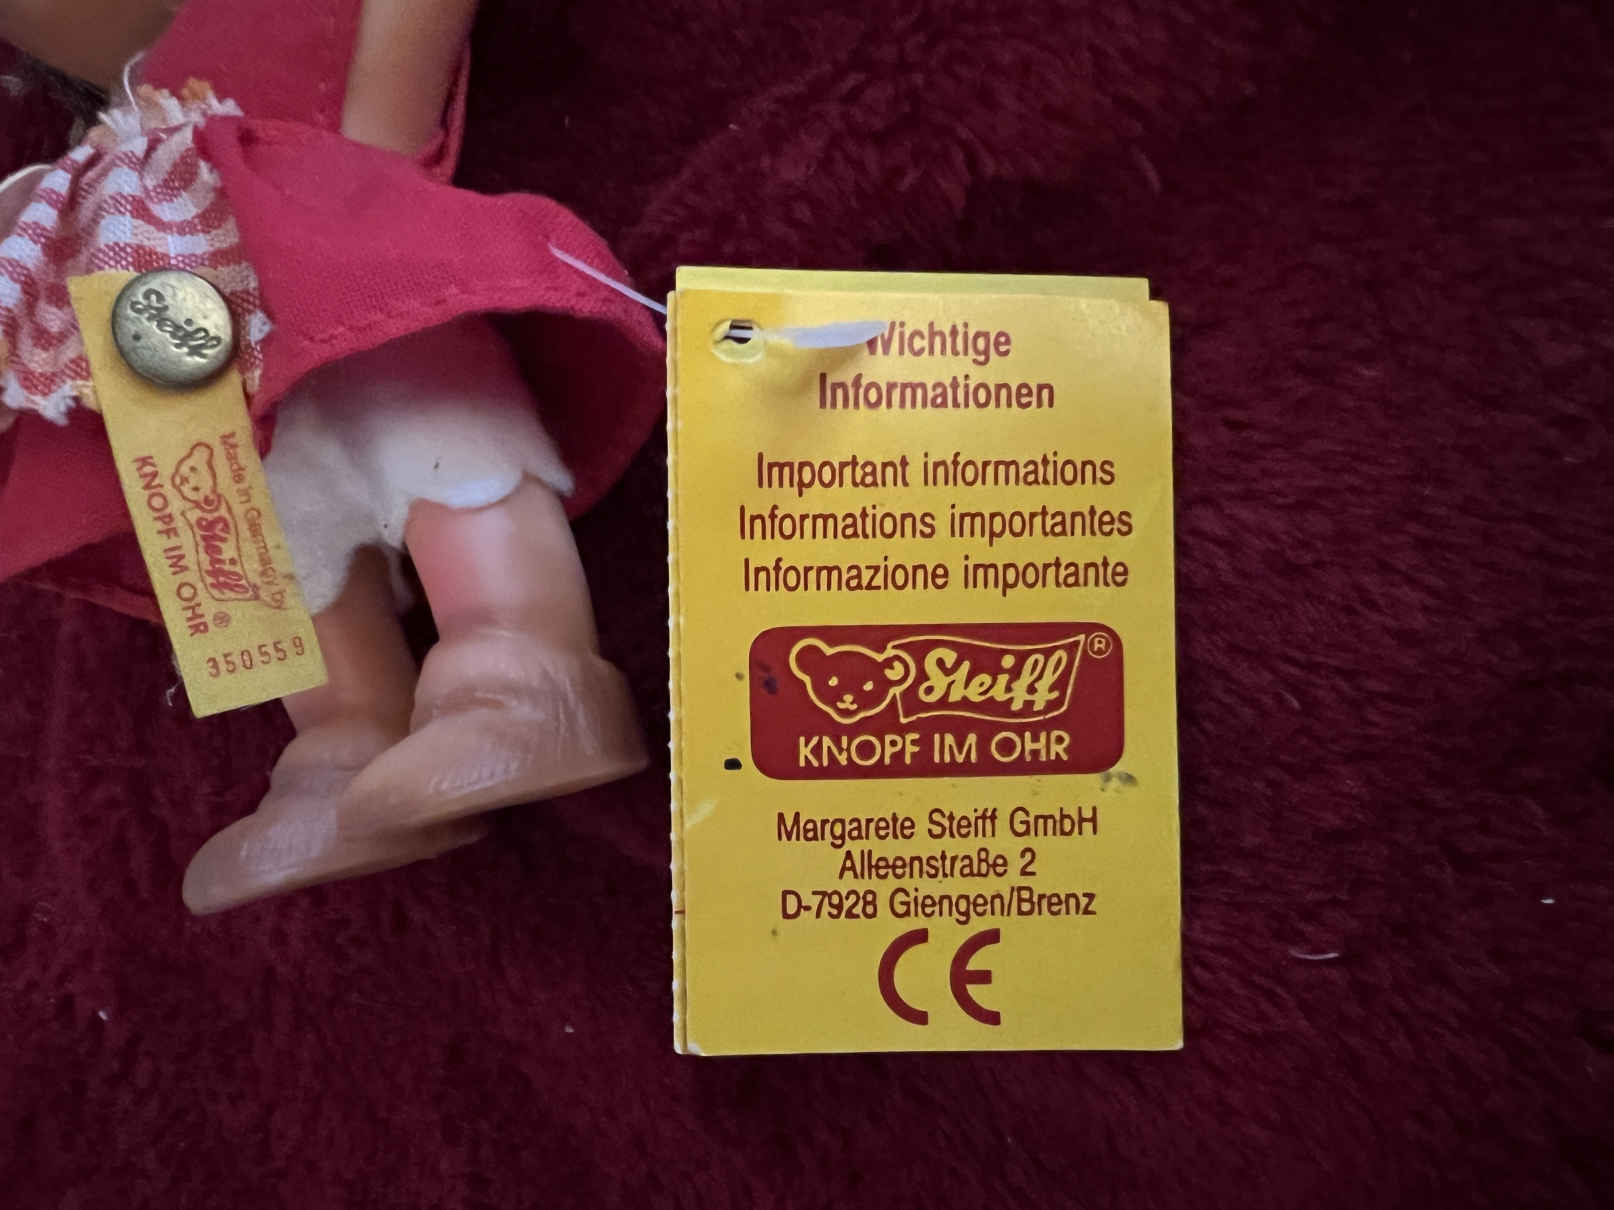 Steiff
Made in Germany by
Steiff
KNOPF IM OHR
®
350559
Wichtige
Informationen
Important informations
Informations importantes
Informazione importante
Steiff ®
KNOPF IM OHR
Margarete Steiff GmbH
Alleenstraße 2
D-7928 Giengen/Brenz
CE